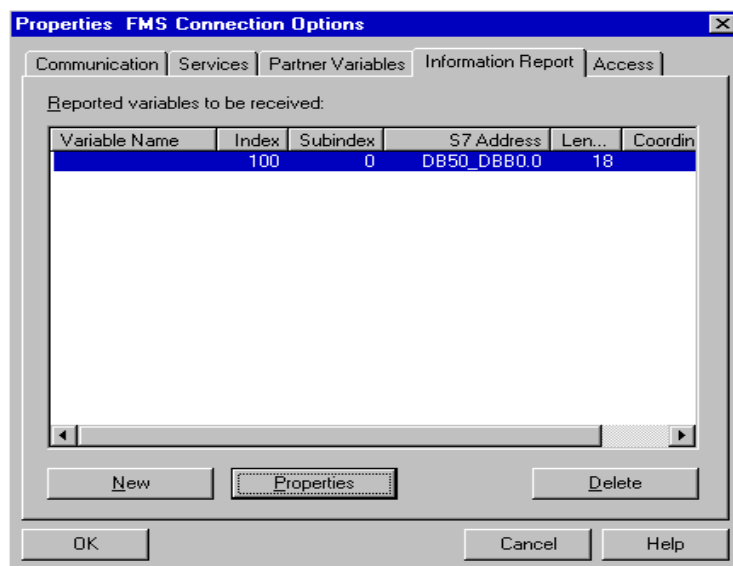 Properties FMS Connection Options
Communication Services Partner Variables Information Report Access
Reported variables to be received:
Variable Name Index Subindex S7 Address Len... Coordin
100 0 DB50_DBB0.0 18
New Properties Delete
OK Cancel Help